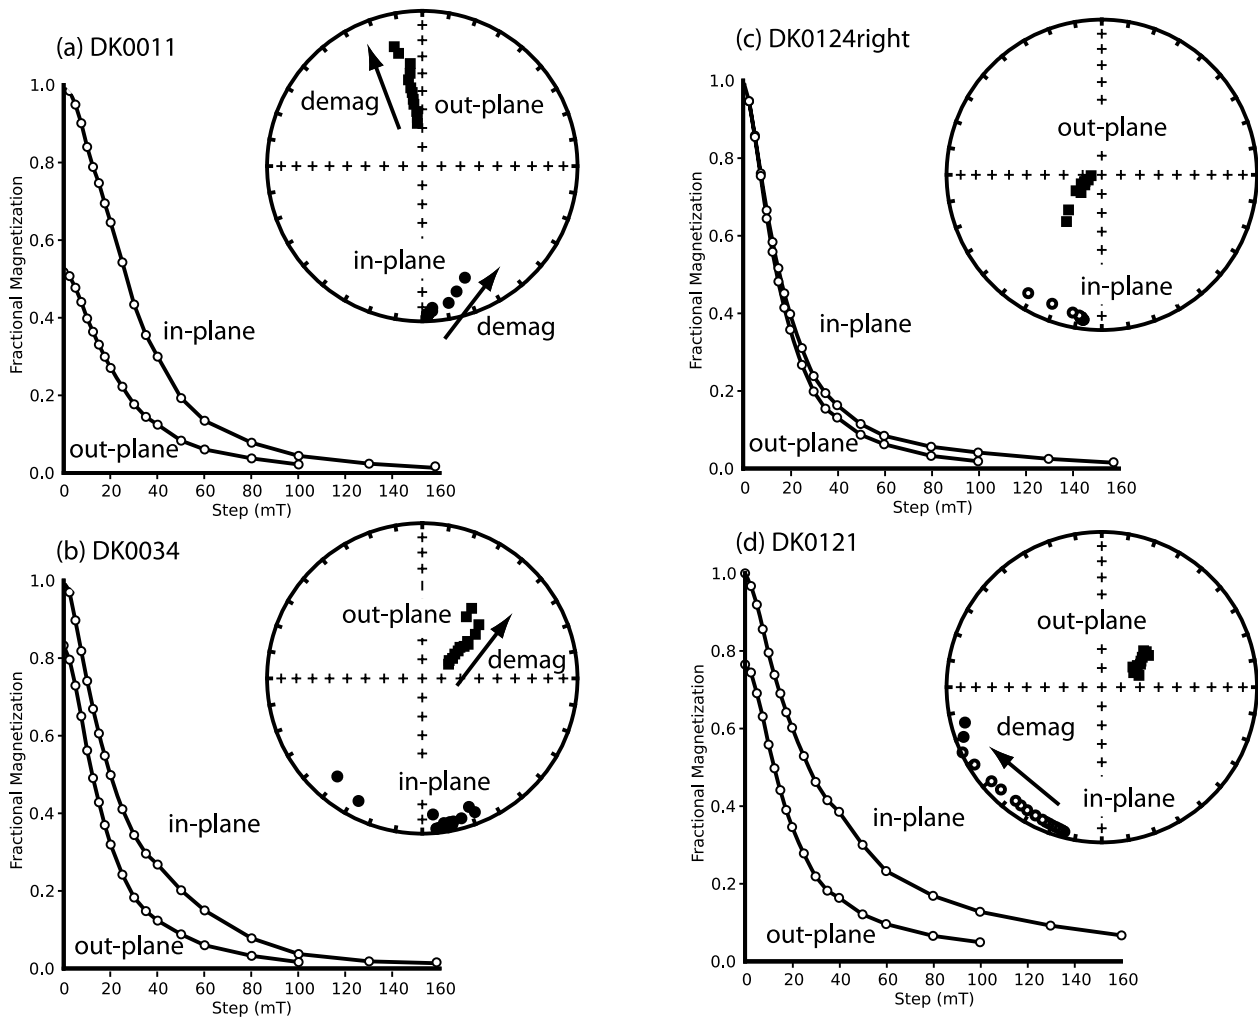 (a) DK0011
1.0
0.8
0.6
0.4
0.2
0.0
Fractional Magnetization
demag
out-plane
in-plane
demag
in-plane
out-plane
0 20 40 60 80 100 120 140 160
Step (mT)
(b) DK0034
1.0
0.8
0.6
0.4
0.2
0.0
Fractional Magnetization
out-plane
demag
in-plane
in-plane
out-plane
0 20 40 60 80 100 120 140 160
Step (mT)
(c) DK0124right
1.0
0.8
0.6
0.4
0.2
0.0
Fractional Magnetization
out-plane
in-plane
in-plane
out-plane
0 20 40 60 80 100 120 140 160
Step (mT)
(d) DK0121
1.0
0.8
0.6
0.4
0.2
0.0
Fractional Magnetization
out-plane
demag
in-plane
in-plane
out-plane
0 20 40 60 80 100 120 140 160
Step (mT)